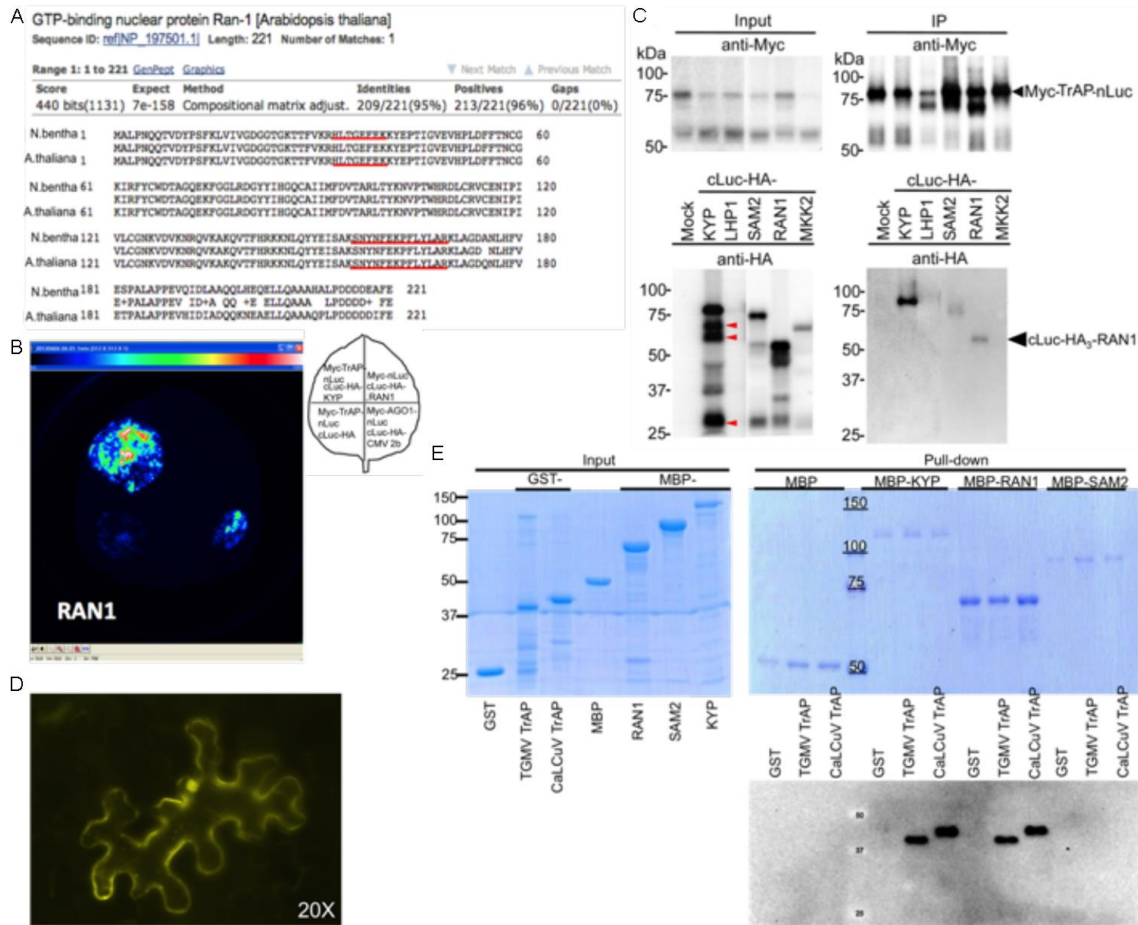 A
GTP-binding nuclear protein Ran-1 [Arabidopsis thaliana]
Sequence ID: ref|NP_197501.1| Length: 221 Number of Matches: 1
Range 1: 1 to 221 GenPept Graphics Next Match Previous Match
Score Expect Method Identities Positives Gaps
440 bits(1131) 7e-158 Compositional matrix adjust. 209/221(95%) 213/221(96%) 0/221(0%)
N.bentha 1 MALPNQQTVDYPSFKLVIVGDGGTGKTTFVKRHLTGEFEKKYEPTIGVEVHPLDFFTNCG 60
MALPNQQTVDYPSFKLVIVGDGGTGKTTFVKRHLTGEFEKKYEPTIGVEVHPLDFFTNCG
A.thaliana 1 MALPNQQTVDYPSFKLVIVGDGGTGKTTFVKRHLTGEFEKKYEPTIGVEVHPLDFFTNCG 60
N.bentha 61 KIRFYCWDTAGQEKFGGLRDGYYIHGQCAIIMFDVTARLTYKNVPTWHRDLCRVCENIPI 120
KIRFYCWDTAGQEKFGGLRDGYYIHGQCAIIMFDVTARLTYKNVPTWHRDLCRVCENIPI
A.thaliana 61 KIRFYCWDTAGQEKFGGLRDGYYIHGQCAIIMFDVTARLTYKNVPTWHRDLCRVCENIPI 120
N.bentha 121 VLCGNKVDVKNRQVKAKQVTFHRKKNLQYYEISAKSNYNFEKPFLYLARKLAGDANLHFV 180
VLCGNKVDVKNRQVKAKQVTFHRKKNLQYYEISAKSNYNFEKPFLYLARKLAGD NLHFV
A.thaliana 121 VLCGNKVDVKNRQVKAKQVTFHRKKNLQYYEISAKSNYNFEKPFLYLARKLAGDQNLHFV 180
N.bentha 181 ESPALAPPEVQIDLAAQQLHEQELLQAAAHALPDDDDEAFE 221
E+PALAPPEV ID+A QQ +E ELLQAAA LPDDDD+ FE
A.thaliana 181 ETPALAPPEVHIDIADQQKNEAELLQAAAQPLPDDDDDIFE 221
B
RAN1
Myc-TrAP-
nLuc
cLuc-HA-
KYP
Myc-nLuc
cLuc-HA-
RAN1
Myc-TrAP-
nLuc
cLuc-HA
Myc-AGO1-
nLuc
cLuc-HA-
CMV 2b
C
Input IP
kDa anti-Myc kDa anti-Myc
100- 100-
75- 75- Myc-TrAP-nLuc
50- 50-
cLuc-HA- cLuc-HA-
Mock KYP LHP1 SAM2 RAN1 MKK2 Mock KYP LHP1 SAM2 RAN1 MKK2
anti-HA anti-HA
100- 100-
75- 75-
50- 50- cLuc-HA3-RAN1
37- 37-
25- 25-
D
20X
E
Input Pull-down
GST- MBP- MBP MBP-KYP MBP-RAN1 MBP-SAM2
150 150
100 100
75 75
50 50
37
25
GST TGMV TrAP CaLCuV TrAP MBP RAN1 SAM2 KYP
GST TGMV TrAP CaLCuV TrAP GST TGMV TrAP CaLCuV TrAP GST TGMV TrAP CaLCuV TrAP GST TGMV TrAP CaLCuV TrAP
50
37
25